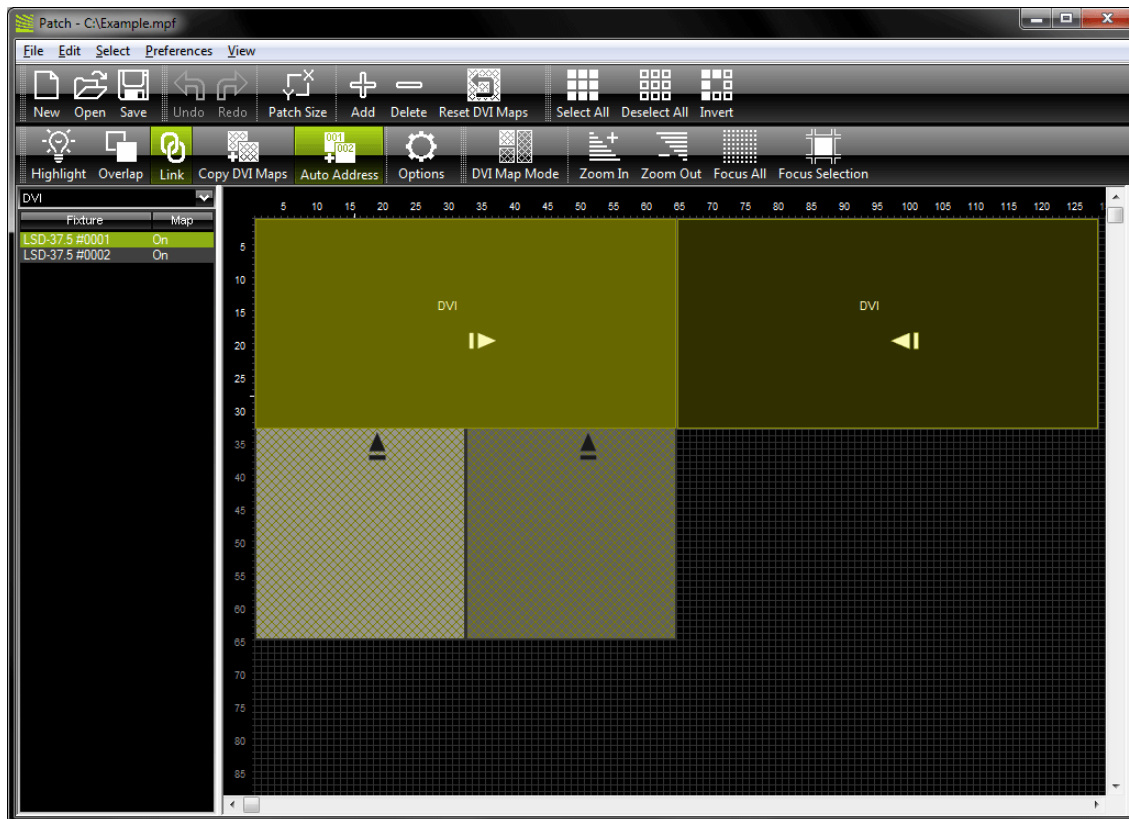 Patch - C:\Example.mpf
File Edit Select Preferences View
New Open Save Undo Redo Patch Size Add Delete Reset DVI Maps Select All Deselect All Invert
001
002
Highlight Overlap Link Copy DVI Maps Auto Address Options DVI Map Mode Zoom In Zoom Out Focus All Focus Selection
DVI
Fixture Map
LSD-37.5 #0001 On
LSD-37.5 #0002 On
5 10 15 20 25 30 35 40 45 50 55 60 65 70 75 80 85 90 95 100 105 110 115 120 125
5
10
15
20
25
30
35
40
45
50
55
60
65
70
75
80
85
DVI
DVI